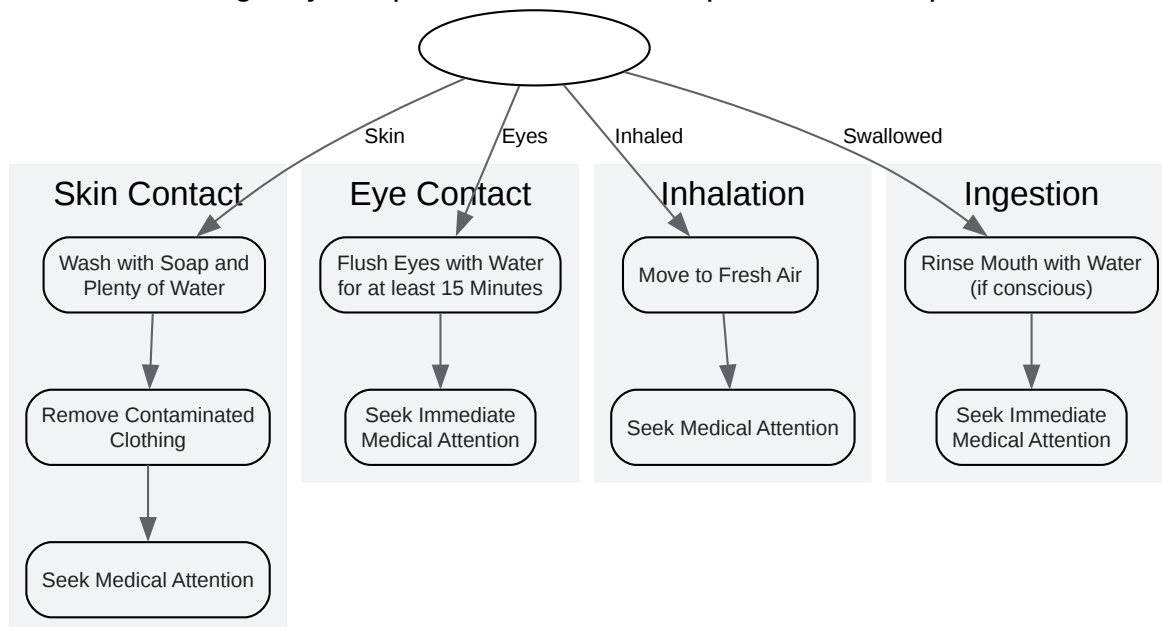 Skin
Eyes
Inhaled
Swallowed
Skin Contact
Eye Contact
Inhalation
Ingestion
Wash with Soap and
Plenty of Water
Flush Eyes with Water
for at least 15 Minutes
Move to Fresh Air
Rinse Mouth with Water
(if conscious)
Remove Contaminated
Clothing
Seek Immediate
Medical Attention
Seek Medical Attention
Seek Immediate
Medical Attention
Seek Medical Attention